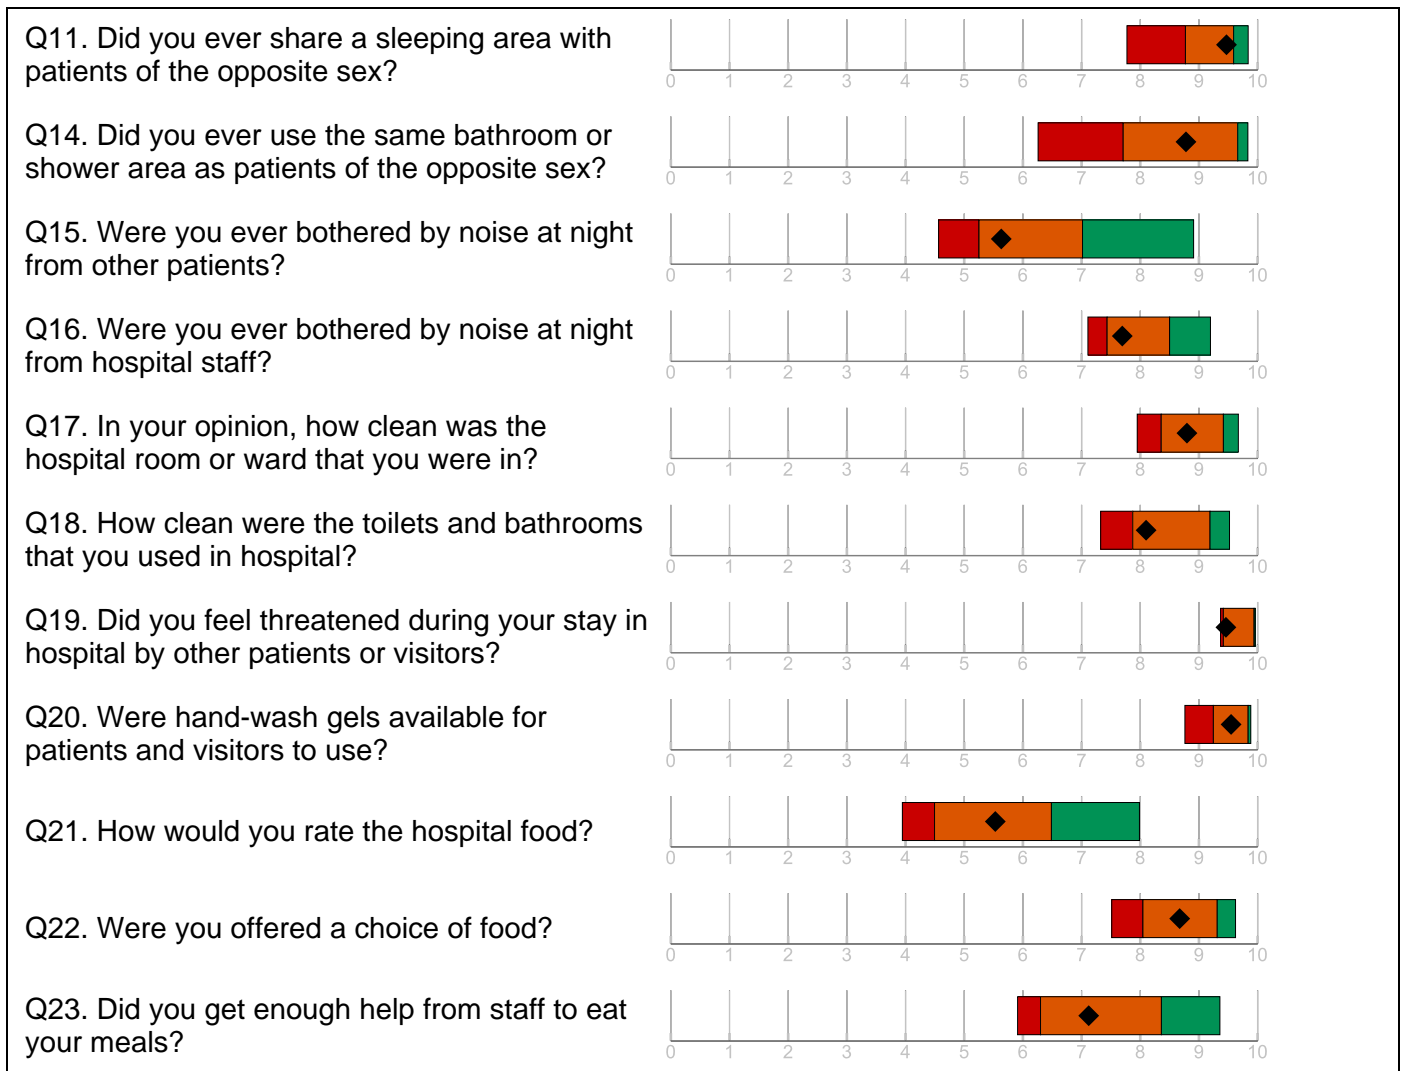 Q11. Did you ever share a sleeping area with
patients of the opposite sex?
0 1 2 3 4 5 6 7 8 9 10
Q14. Did you ever use the same bathroom or
shower area as patients of the opposite sex?
0 1 2 3 4 5 6 7 8 9 10
Q15. Were you ever bothered by noise at night
from other patients?
0 1 2 3 4 5 6 7 8 9 10
Q16. Were you ever bothered by noise at night
from hospital staff?
0 1 2 3 4 5 6 7 8 9 10
Q17. In your opinion, how clean was the
hospital room or ward that you were in?
0 1 2 3 4 5 6 7 8 9 10
Q18. How clean were the toilets and bathrooms
that you used in hospital?
0 1 2 3 4 5 6 7 8 9 10
Q19. Did you feel threatened during your stay in
hospital by other patients or visitors?
0 1 2 3 4 5 6 7 8 9 10
Q20. Were hand-wash gels available for
patients and visitors to use?
0 1 2 3 4 5 6 7 8 9 10
Q21. How would you rate the hospital food?
0 1 2 3 4 5 6 7 8 9 10
Q22. Were you offered a choice of food?
0 1 2 3 4 5 6 7 8 9 10
Q23. Did you get enough help from staff to eat
your meals?
0 1 2 3 4 5 6 7 8 9 10